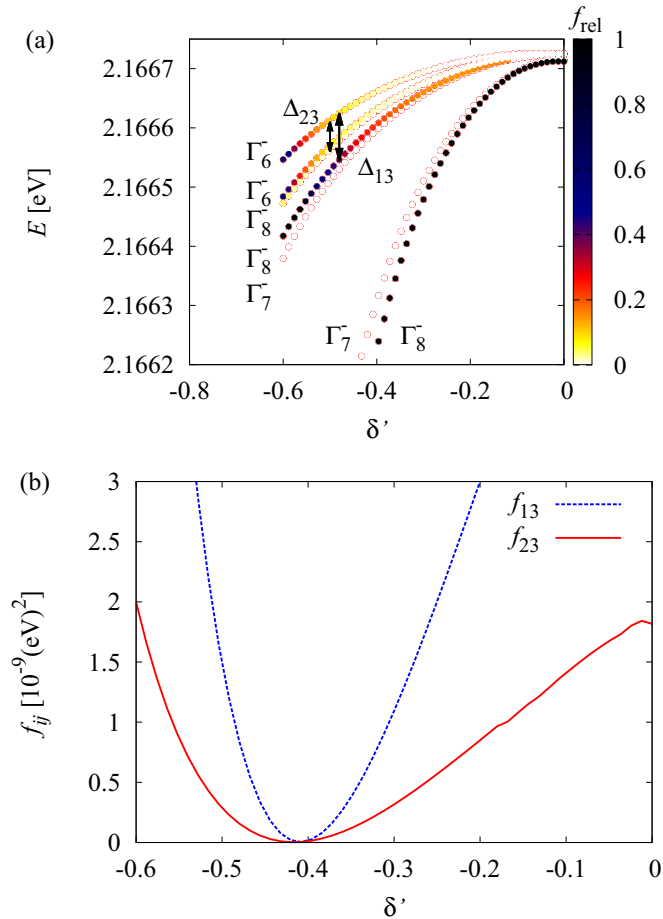 (a)
f_rel
2.1667
2.1666
2.1665
2.1664
2.1663
2.1662
E [eV]
Δ₂₃
Δ₁₃
Γ₆⁻
Γ₆⁻
Γ₈⁻
Γ₈⁻
Γ₇⁻
Γ₇⁻ Γ₈⁻
1
0.8
0.6
0.4
0.2
0
-0.8 -0.6 -0.4 -0.2 0
δ’
(b)
3
2.5
2
1.5
1
0.5
0
f_ij [10⁻⁹(eV)²]
f₁₃
f₂₃
-0.6 -0.5 -0.4 -0.3 -0.2 -0.1 0
δ’